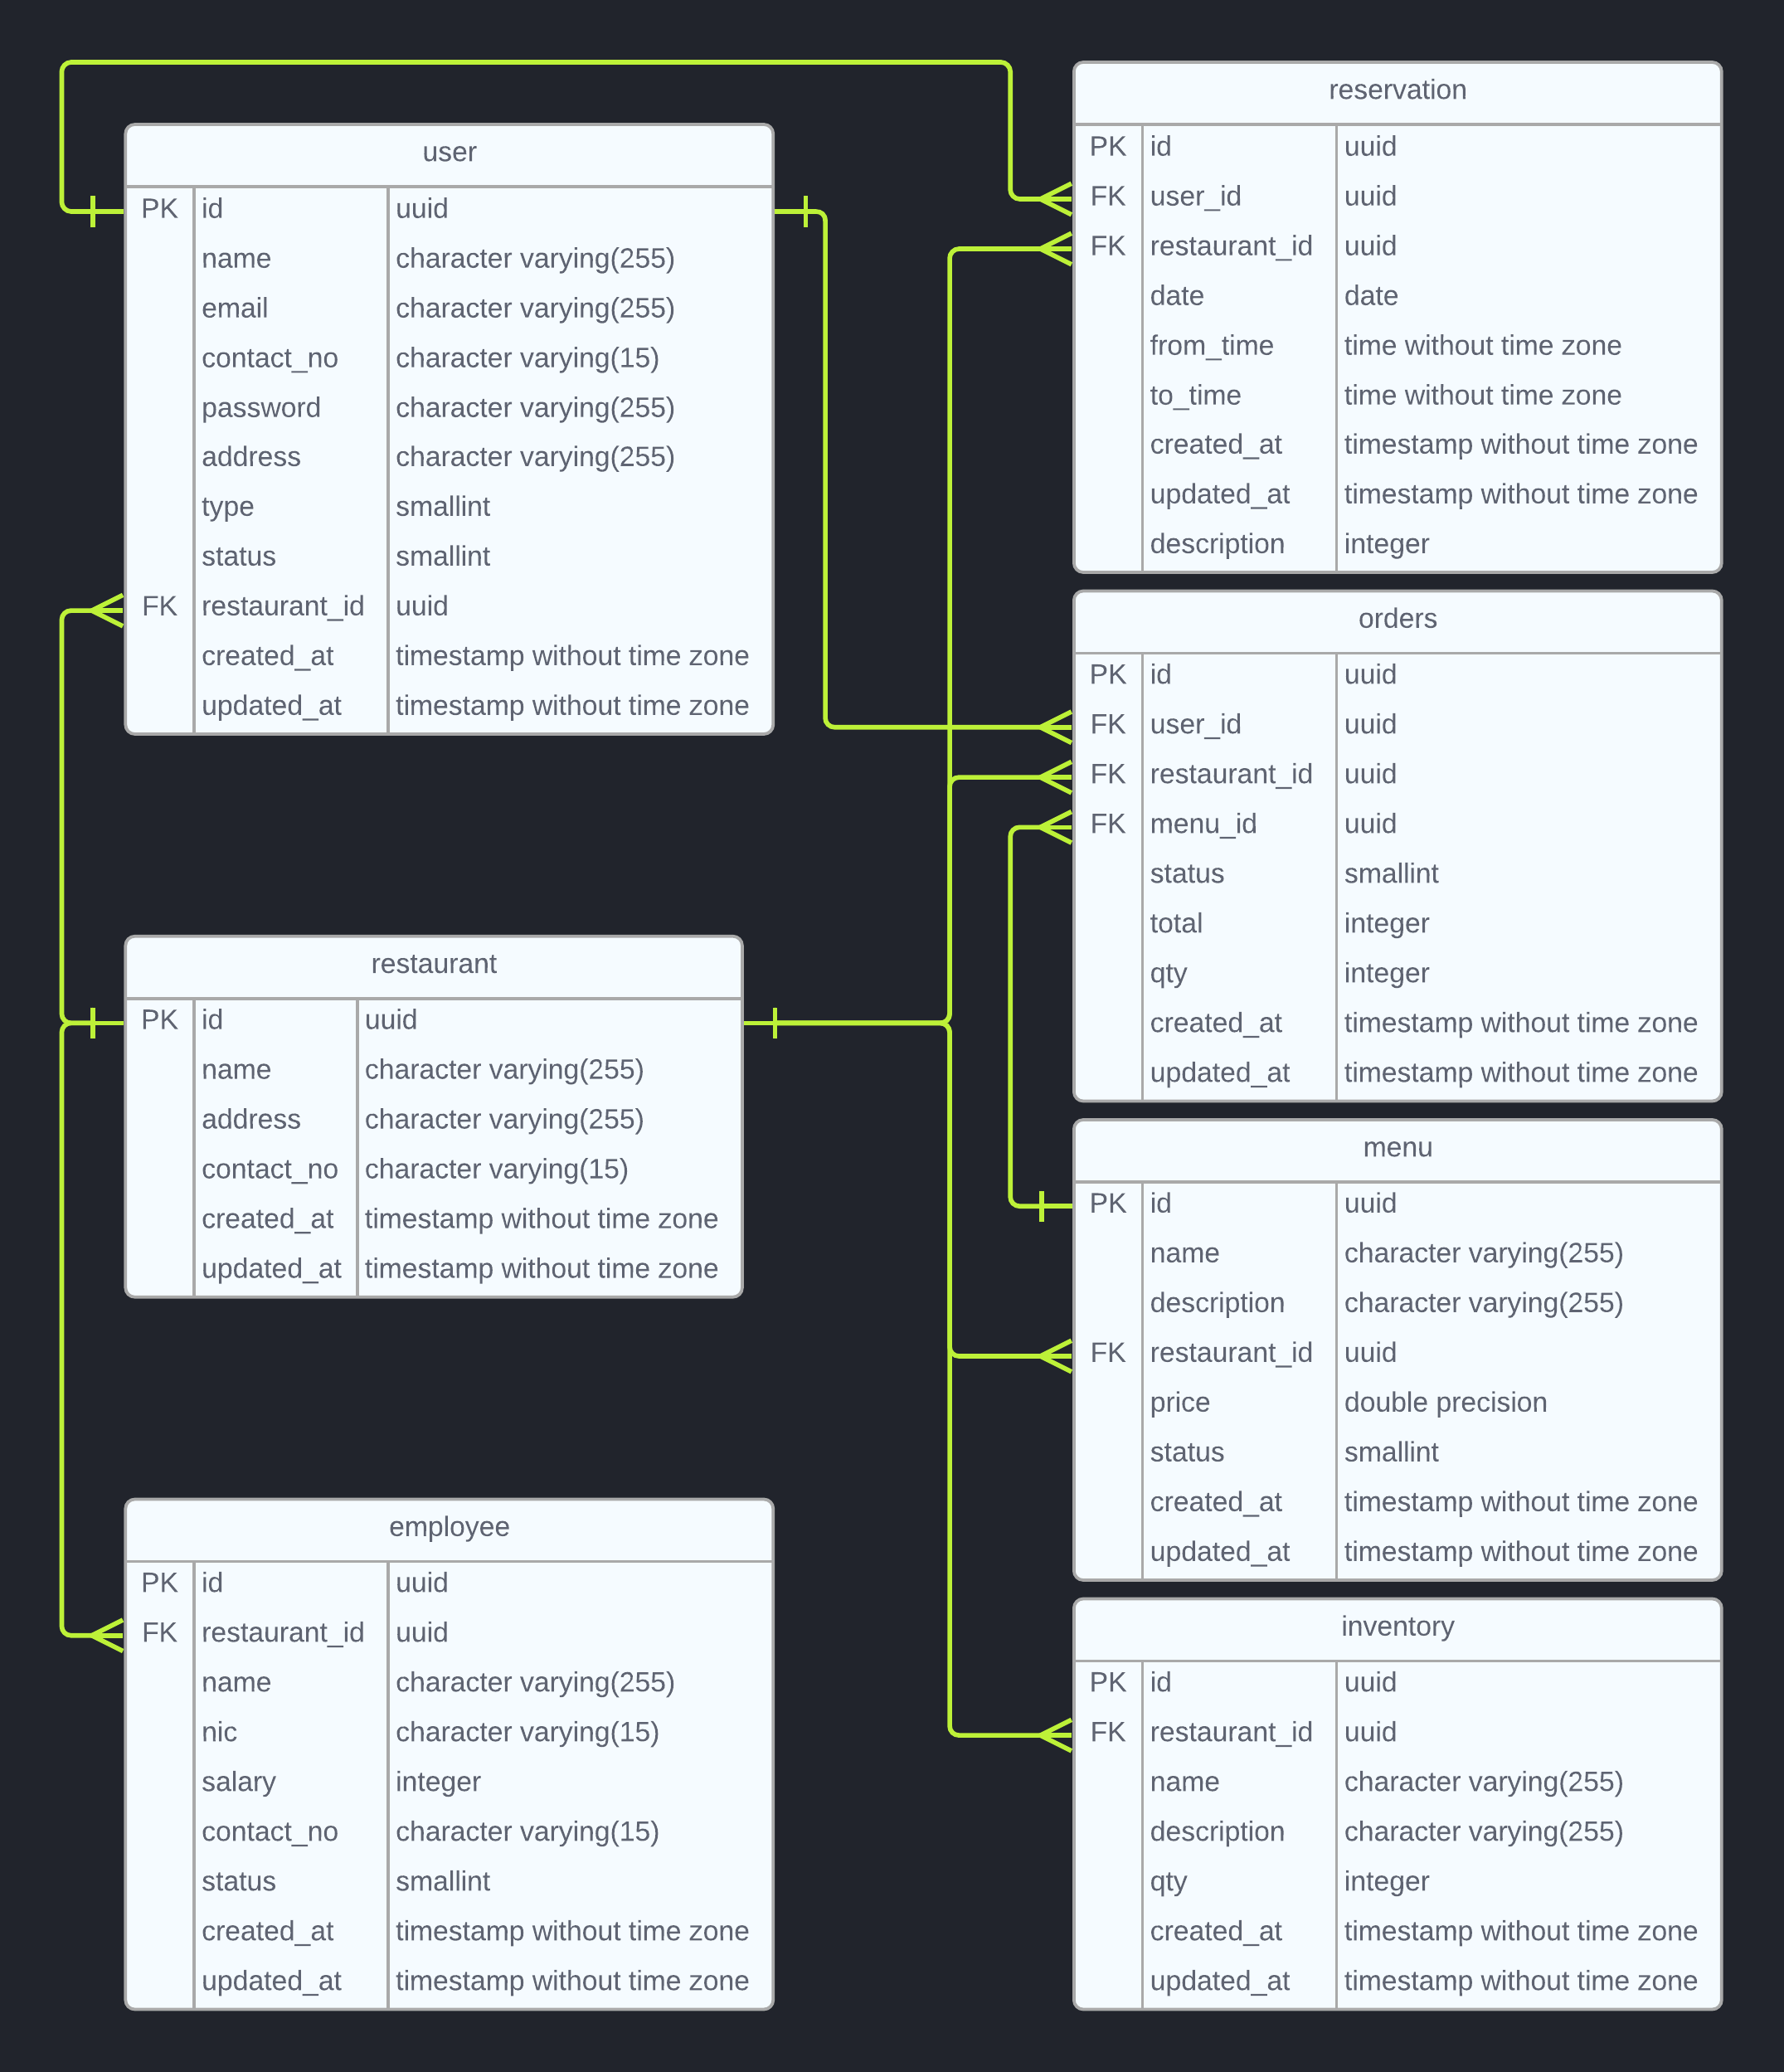 user
PK id uuid
name character varying(255)
email character varying(255)
contact_no character varying(15)
password character varying(255)
address character varying(255)
type smallint
status smallint
FK restaurant_id uuid
created_at timestamp without time zone
updated_at timestamp without time zone
restaurant
PK id uuid
name character varying(255)
address character varying(255)
contact_no character varying(15)
created_at timestamp without time zone
updated_at timestamp without time zone
employee
PK id uuid
FK restaurant_id uuid
name character varying(255)
nic character varying(15)
salary integer
contact_no character varying(15)
status smallint
created_at timestamp without time zone
updated_at timestamp without time zone
reservation
PK id uuid
FK user_id uuid
FK restaurant_id uuid
date date
from_time time without time zone
to_time time without time zone
created_at timestamp without time zone
updated_at timestamp without time zone
description integer
orders
PK id uuid
FK user_id uuid
FK restaurant_id uuid
FK menu_id uuid
status smallint
total integer
qty integer
created_at timestamp without time zone
updated_at timestamp without time zone
menu
PK id uuid
name character varying(255)
description character varying(255)
FK restaurant_id uuid
price double precision
status smallint
created_at timestamp without time zone
updated_at timestamp without time zone
inventory
PK id uuid
FK restaurant_id uuid
name character varying(255)
description character varying(255)
qty integer
created_at timestamp without time zone
updated_at timestamp without time zone